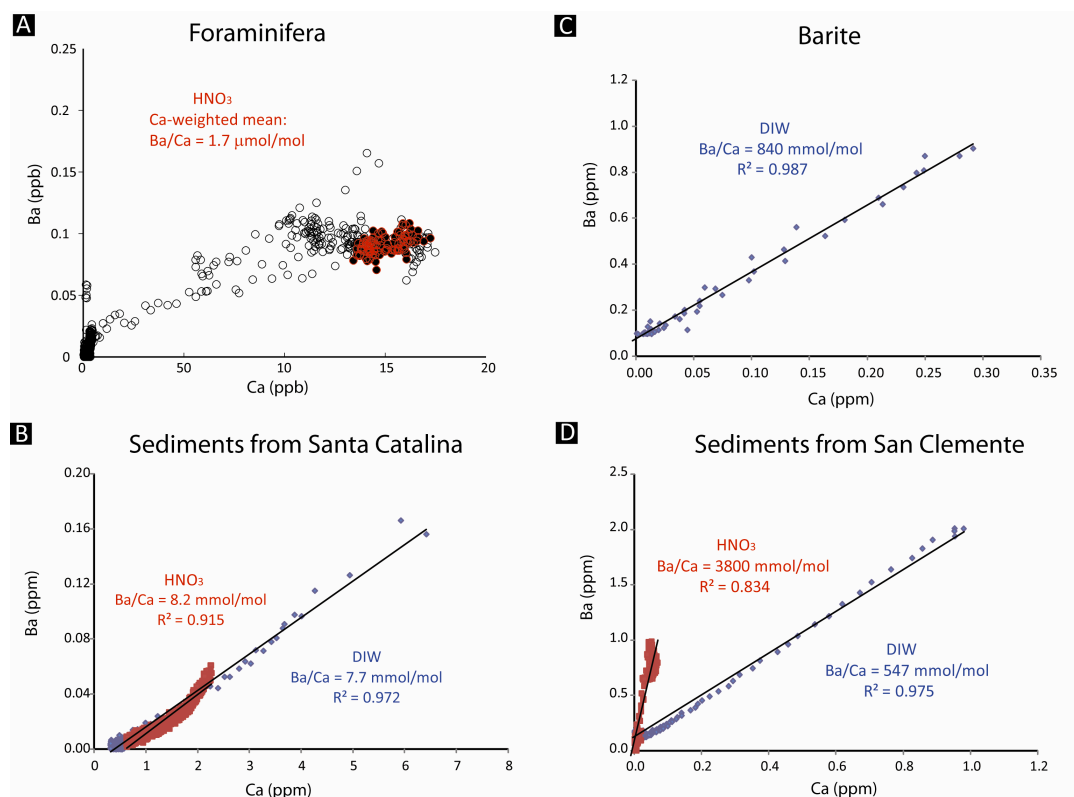 A
Foraminifera
0.25
0.2
0.15
0.1
0.05
0
Ba (ppb)
HNO₃
Ca-weighted mean:
Ba/Ca = 1.7 µmol/mol
0 50 10 15 20
Ca (ppb)
C
Barite
1.2
1.0
0.8
0.6
0.4
0.2
0.0
Ba (ppm)
DIW
Ba/Ca = 840 mmol/mol
R² = 0.987
0.00 0.05 0.10 0.15 0.20 0.25 0.30 0.35
Ca (ppm)
B
Sediments from Santa Catalina
0.20
0.16
0.12
0.08
0.04
0.00
Ba (ppm)
HNO₃
Ba/Ca = 8.2 mmol/mol
R² = 0.915
DIW
Ba/Ca = 7.7 mmol/mol
R² = 0.972
0 1 2 3 4 5 6 7 8
Ca (ppm)
D
Sediments from San Clemente
2.5
2.0
1.5
1.0
0.5
0.0
Ba (ppm)
HNO₃
Ba/Ca = 3800 mmol/mol
R² = 0.834
DIW
Ba/Ca = 547 mmol/mol
R² = 0.975
0.0 0.2 0.4 0.6 0.8 1.0 1.2
Ca (ppm)